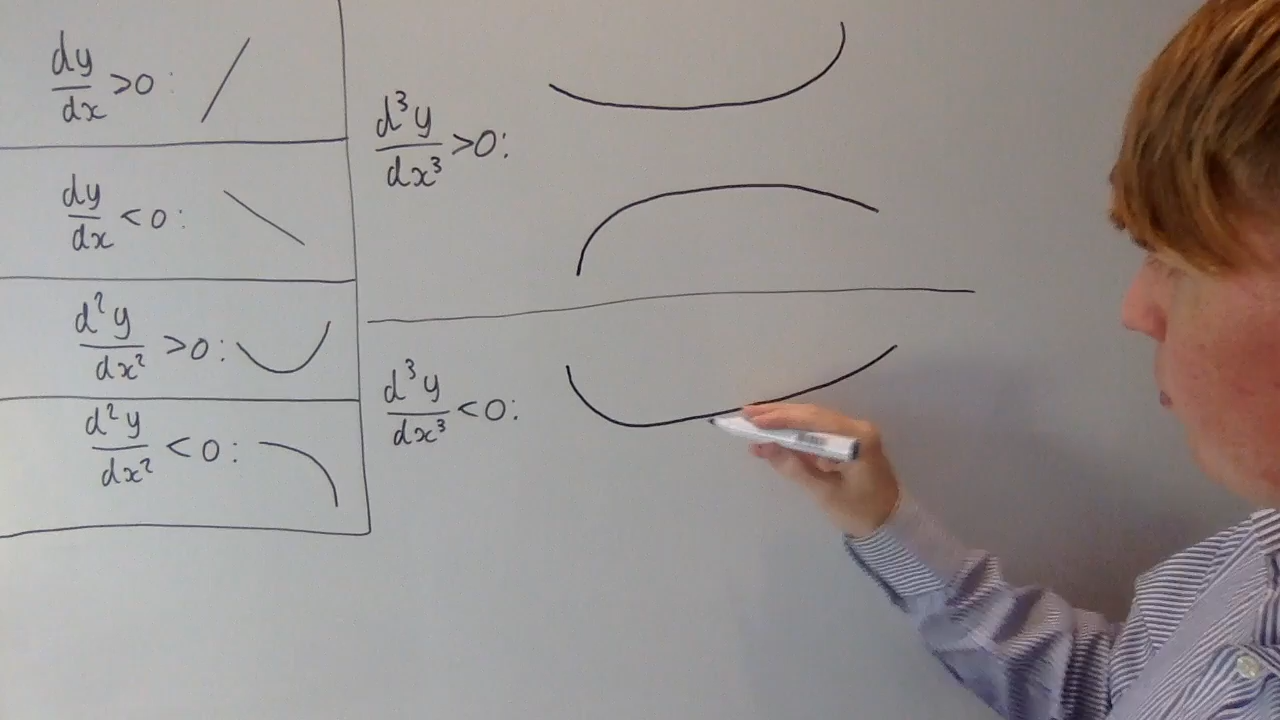 dy/dx >0 :
dy/dx <0 :
d²y/dx² >0 :
d²y/dx² <0 :
d³y/dx³ >0:
d³y/dx³ <0: